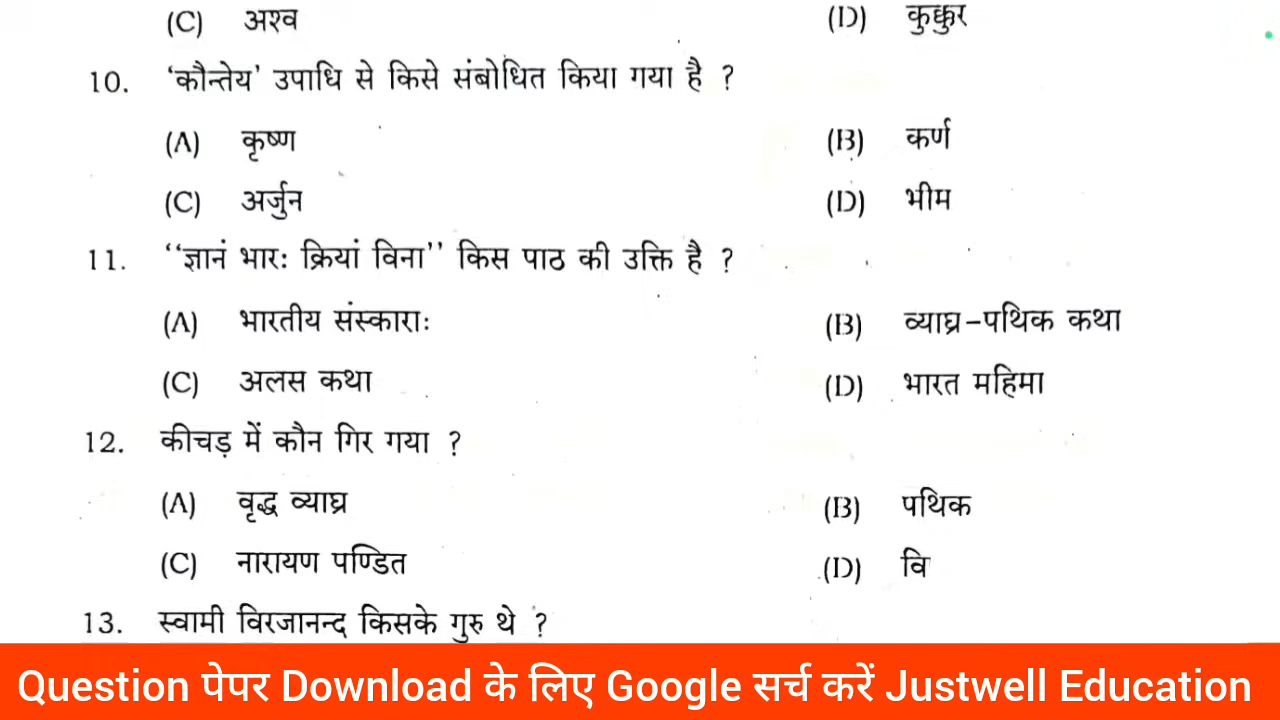 (C) अश्व (D) कुक्कुर
10. ‘कौन्तेय’ उपाधि से किसे संबोधित किया गया है ?
(A) कृष्ण (B) कर्ण
(C) अर्जुन (D) भीम
11. ‘‘ज्ञानं भारः क्रियां विना’’ किस पाठ की उक्ति है ?
(A) भारतीय संस्काराः (B) व्याघ्र-पथिक कथा
(C) अलस कथा (D) भारत महिमा
12. कीचड़ में कौन गिर गया ?
(A) वृद्ध व्याघ्र (B) पथिक
(C) नारायण पण्डित (D) वि
13. स्वामी विरजानन्द किसके गुरु थे ?
Question पेपर Download के लिए Google सर्च करें Justwell Education